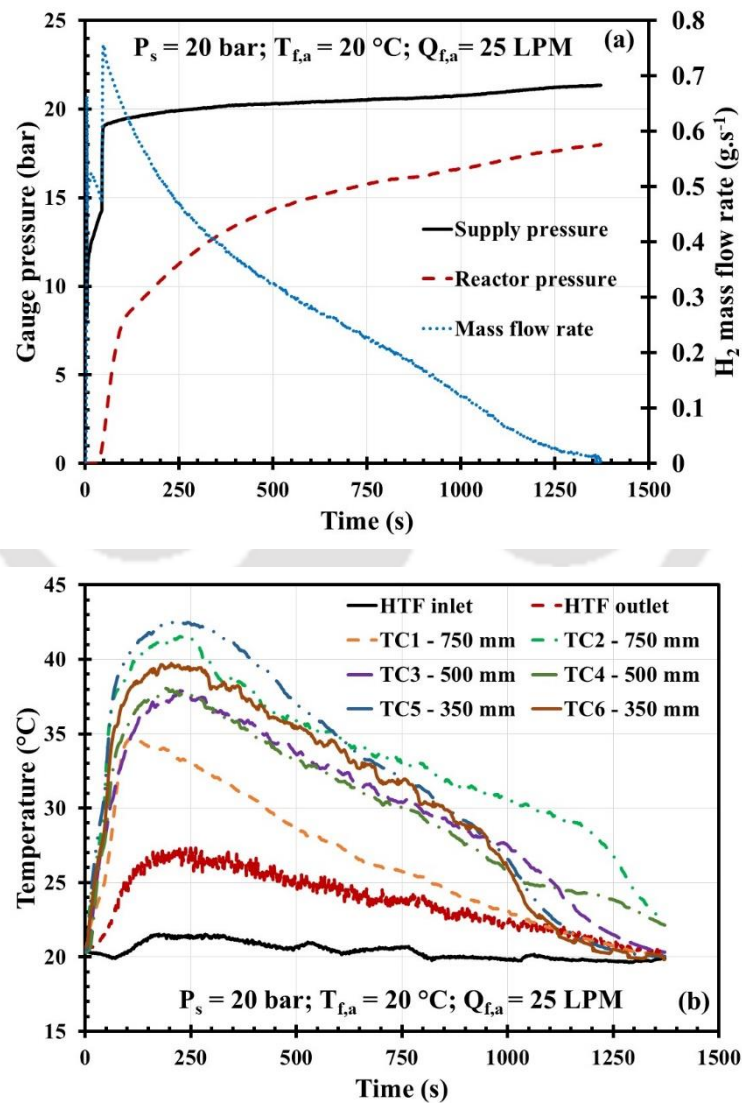 P_s = 20 bar; T_f,a = 20 °C; Q_f,a = 25 LPM (a)
Gauge pressure (bar)
25
20
15
10
5
0
Supply pressure
Reactor pressure
Mass flow rate
0.8
0.7
0.6
0.5
0.4
0.3
0.2
0.1
0
H₂ mass flow rate (g.s⁻¹)
0 250 500 750 1000 1250 1500
Time (s)
Temperature (°C)
45
40
35
30
25
20
15
HTF inlet HTF outlet
TC1 - 750 mm TC2 - 750 mm
TC3 - 500 mm TC4 - 500 mm
TC5 - 350 mm TC6 - 350 mm
P_s = 20 bar; T_f,a = 20 °C; Q_f,a = 25 LPM (b)
0 250 500 750 1000 1250 1500
Time (s)